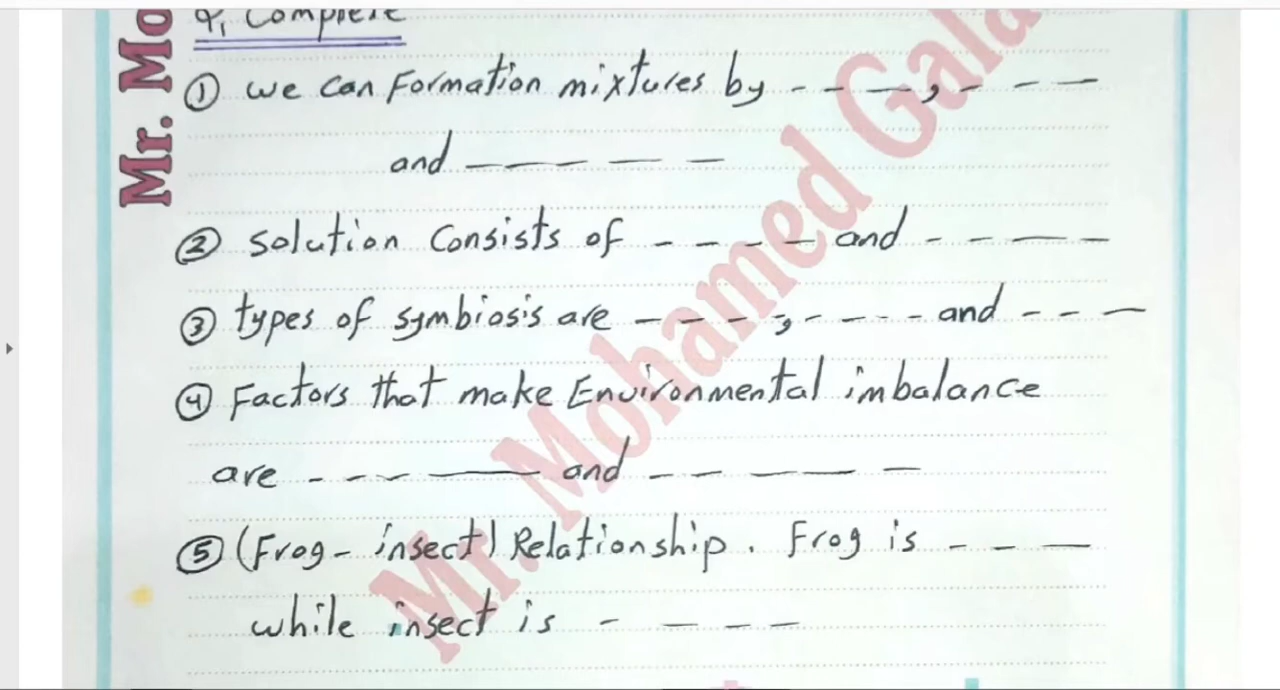 Q1 Complete
① we can Formation mixtures by - - - —, - — —
and — — — — —
② Solution Consists of - - - - — and - - - — —
③ types of symbiosis are - - - -, - - - - and - - —
④ Factors that make Environmental imbalance
are - - - — and - - — — —
⑤ (Frog - insect) Relationship. Frog is - - —
while insect is - — — —
Mr. Mo
Mr. Mohamed Gala